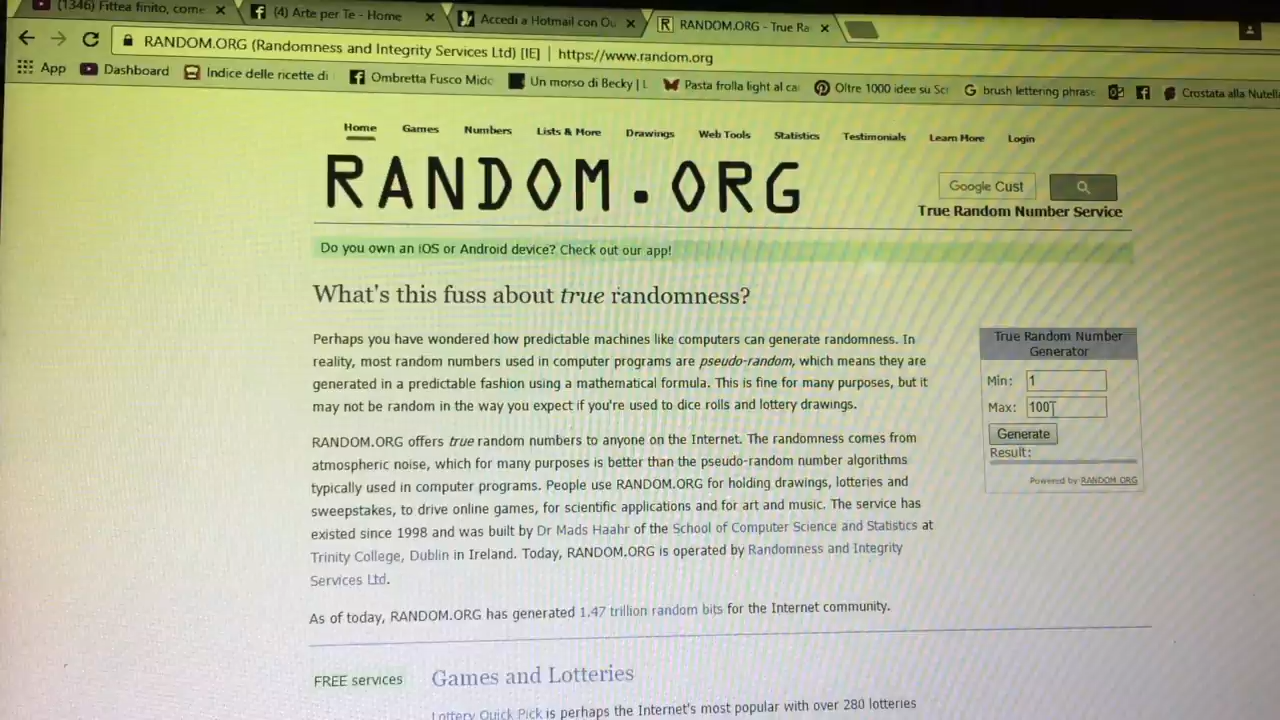 (1346) Fittea finito, come
(4) Arte per Te - Home
Accedi a Hotmail con Ou
RANDOM.ORG - True Ra
RANDOM.ORG (Randomness and Integrity Services Ltd) [IE] | https://www.random.org
App Dashboard Indice delle ricette di Ombretta Fusco Mido Un morso di Becky | L Pasta frolla light al ca Oltre 1000 idee su Scr brush lettering phrase Crostata alla Nutell
Home Games Numbers Lists & More Drawings Web Tools Statistics Testimonials Learn More Login
RANDOM.ORG
Google Cust
True Random Number Service
Do you own an iOS or Android device? Check out our app!
What's this fuss about true randomness?
Perhaps you have wondered how predictable machines like computers can generate randomness. In
reality, most random numbers used in computer programs are pseudo-random, which means they are
generated in a predictable fashion using a mathematical formula. This is fine for many purposes, but it
may not be random in the way you expect if you're used to dice rolls and lottery drawings.
RANDOM.ORG offers true random numbers to anyone on the Internet. The randomness comes from
atmospheric noise, which for many purposes is better than the pseudo-random number algorithms
typically used in computer programs. People use RANDOM.ORG for holding drawings, lotteries and
sweepstakes, to drive online games, for scientific applications and for art and music. The service has
existed since 1998 and was built by Dr Mads Haahr of the School of Computer Science and Statistics at
Trinity College, Dublin in Ireland. Today, RANDOM.ORG is operated by Randomness and Integrity
Services Ltd.
As of today, RANDOM.ORG has generated 1.47 trillion random bits for the Internet community.
True Random Number
Generator
Min: 1
Max: 100
Generate
Result:
Powered by RANDOM.ORG
FREE services
Games and Lotteries
Lottery Quick Pick is perhaps the Internet's most popular with over 280 lotteries